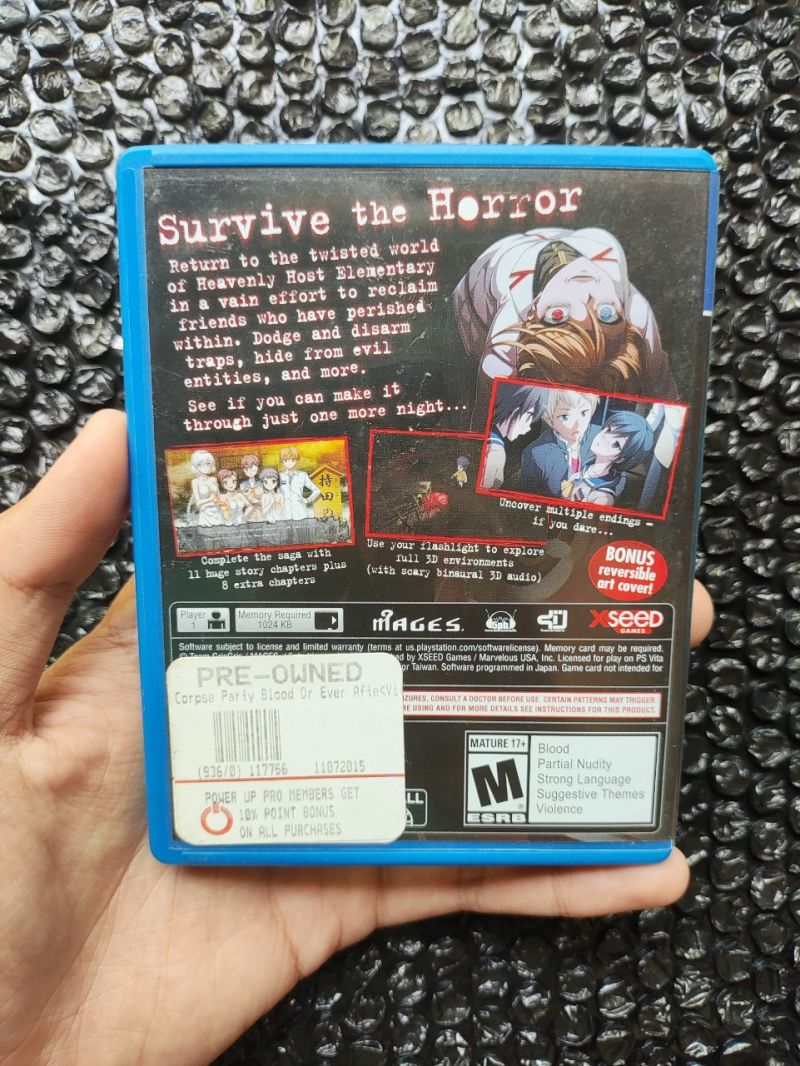 Survive the Horror
Return to the twisted world
of Heavenly Host Elementary
in a vain effort to reclaim
friends who have perished
within. Dodge and disarm
traps, hide from evil
entities, and more.
See if you can make it
through just one more night...
持田の
Complete the saga with
11 huge story chapters plus
8 extra chapters
Use your flashlight to explore
full 3D environments
(with scary binaural 3D audio)
Uncover multiple endings –
if you dare...
BONUS
reversible
art cover!
Player
1
Memory Required
1024 KB
MAGES.
5pb.
XSEED
GAMES
Software subject to license and limited warranty (terms at us.playstation.com/softwarelicense). Memory card may be required.
by XSEED Games / Marvelous USA, Inc. Licensed for play on PS Vita
or Taiwan. Software programmed in Japan. Game card not intended for
CONSULT A DOCTOR BEFORE USE. CERTAIN PATTERNS MAY TRIGGER
USING AND FOR MORE DETAILS SEE INSTRUCTIONS FOR THIS PRODUCT.
PRE-OWNED
Corpse Party Blood Dr Ever Afte<Vi
(936/0) 117756 11072015
POWER UP PRO MEMBERS GET
10% POINT BONUS
ON ALL PURCHASES
MATURE 17+
M
®
ESRB
Blood
Partial Nudity
Strong Language
Suggestive Themes
Violence